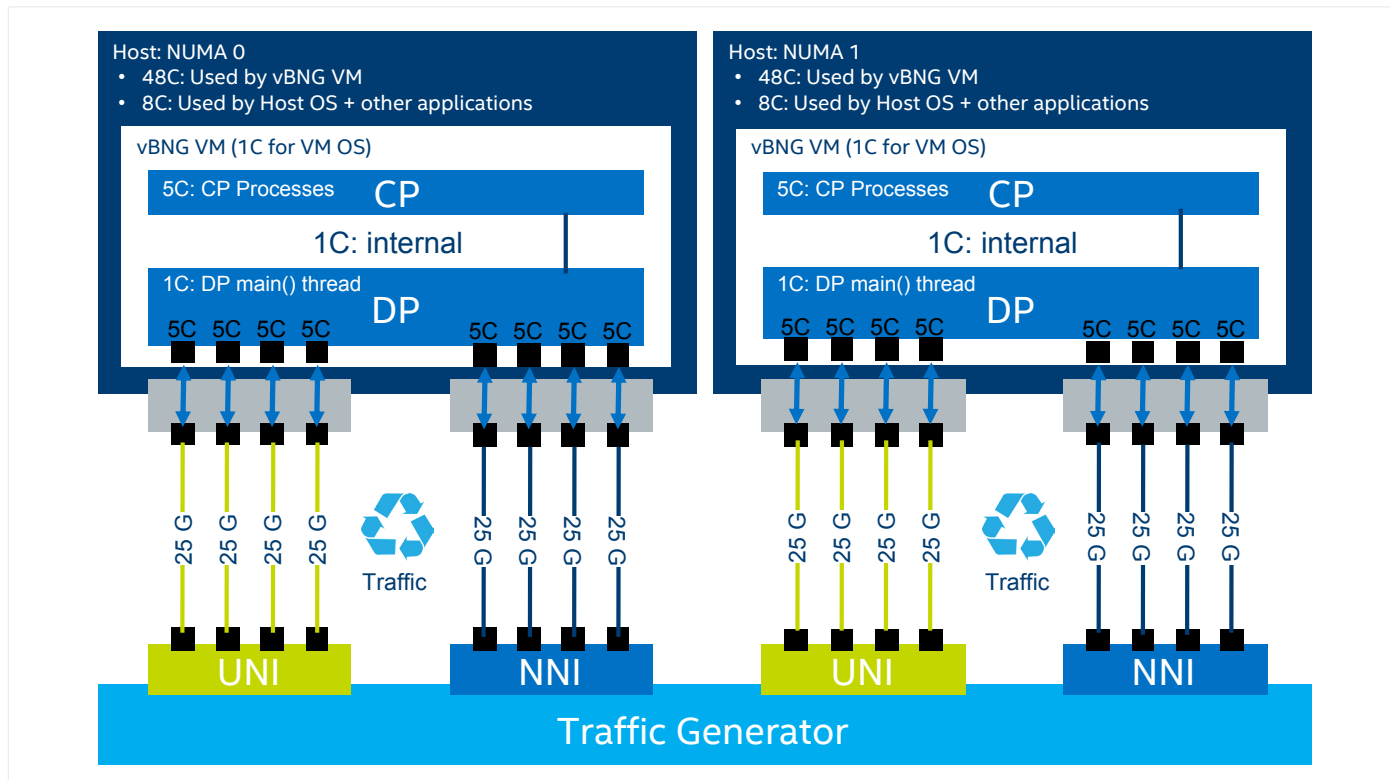 Host: NUMA 0
• 48C: Used by vBNG VM
• 8C: Used by Host OS + other applications
vBNG VM (1C for VM OS)
5C: CP Processes
CP
1C: internal
1C: DP main() thread
DP
5C 5C 5C 5C
5C 5C 5C 5C
25 G 25 G 25 G 25 G
Traffic
25 G 25 G 25 G 25 G
UNI
NNI
Host: NUMA 1
• 48C: Used by vBNG VM
• 8C: Used by Host OS + other applications
vBNG VM (1C for VM OS)
5C: CP Processes
CP
1C: internal
1C: DP main() thread
DP
5C 5C 5C 5C
5C 5C 5C 5C
25 G 25 G 25 G 25 G
Traffic
25 G 25 G 25 G 25 G
UNI
NNI
Traffic Generator